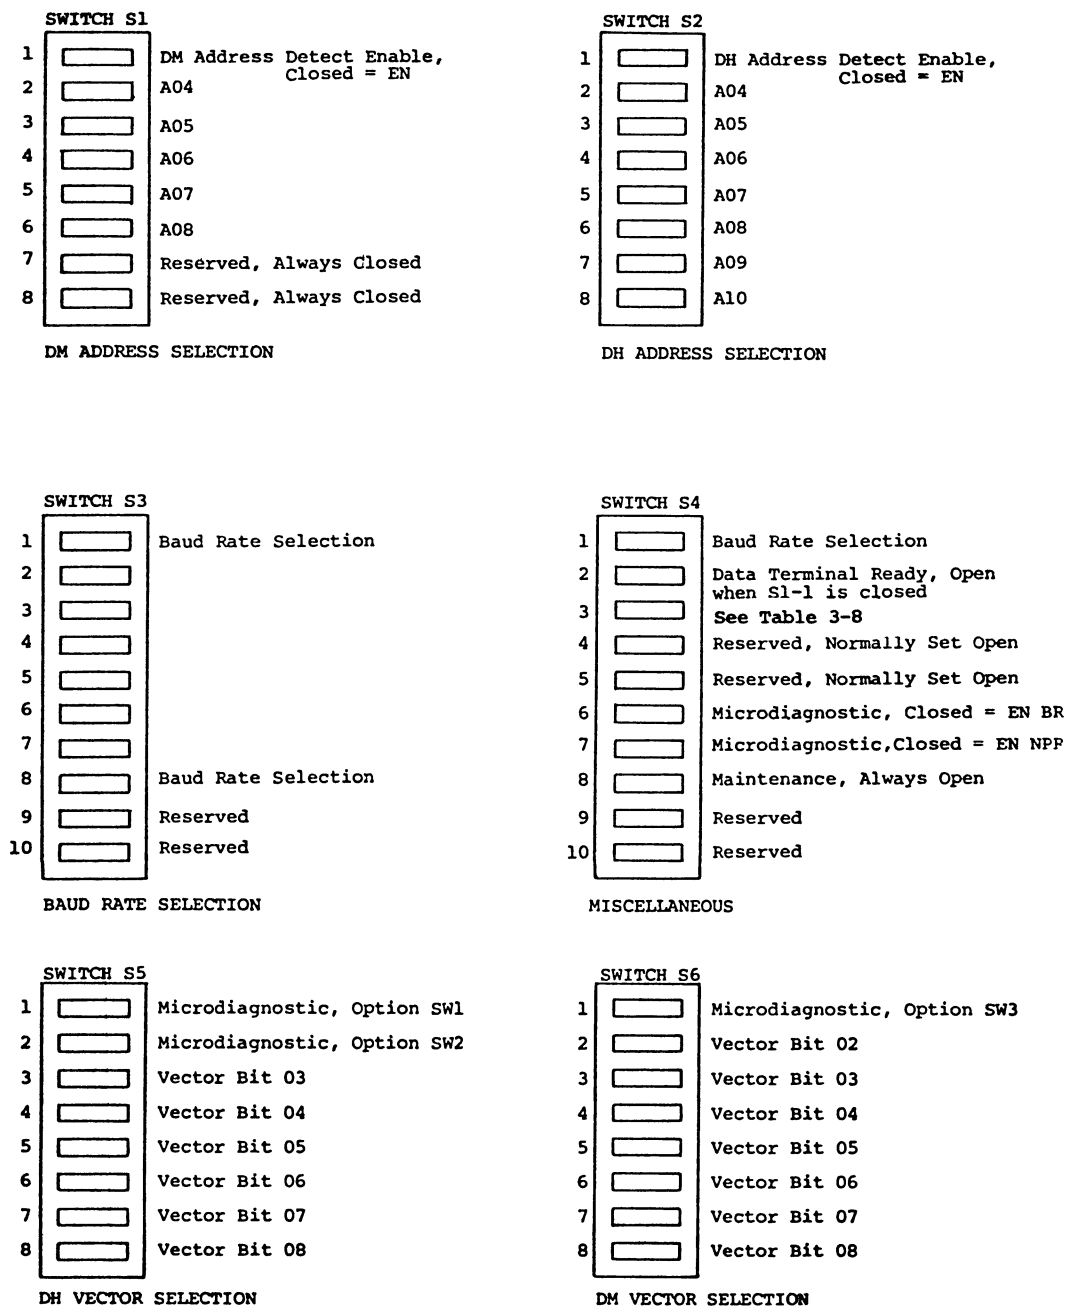 SWITCH S1
1 DM Address Detect Enable,
Closed = EN
2 A04
3 A05
4 A06
5 A07
6 A08
7 Reserved, Always Closed
8 Reserved, Always Closed
DM ADDRESS SELECTION
SWITCH S2
1 DH Address Detect Enable,
Closed = EN
2 A04
3 A05
4 A06
5 A07
6 A08
7 A09
8 A10
DH ADDRESS SELECTION
SWITCH S3
1 Baud Rate Selection
2
3
4
5
6
7
8 Baud Rate Selection
9 Reserved
10 Reserved
BAUD RATE SELECTION
SWITCH S4
1 Baud Rate Selection
2 Data Terminal Ready, Open
when S1-1 is closed
3 See Table 3-8
4 Reserved, Normally Set Open
5 Reserved, Normally Set Open
6 Microdiagnostic, Closed = EN BR
7 Microdiagnostic,Closed = EN NPP
8 Maintenance, Always Open
9 Reserved
10 Reserved
MISCELLANEOUS
SWITCH S5
1 Microdiagnostic, Option SW1
2 Microdiagnostic, Option SW2
3 Vector Bit 03
4 Vector Bit 04
5 Vector Bit 05
6 Vector Bit 06
7 Vector Bit 07
8 Vector Bit 08
DH VECTOR SELECTION
SWITCH S6
1 Microdiagnostic, Option SW3
2 Vector Bit 02
3 Vector Bit 03
4 Vector Bit 04
5 Vector Bit 05
6 Vector Bit 06
7 Vector Bit 07
8 Vector Bit 08
DM VECTOR SELECTION